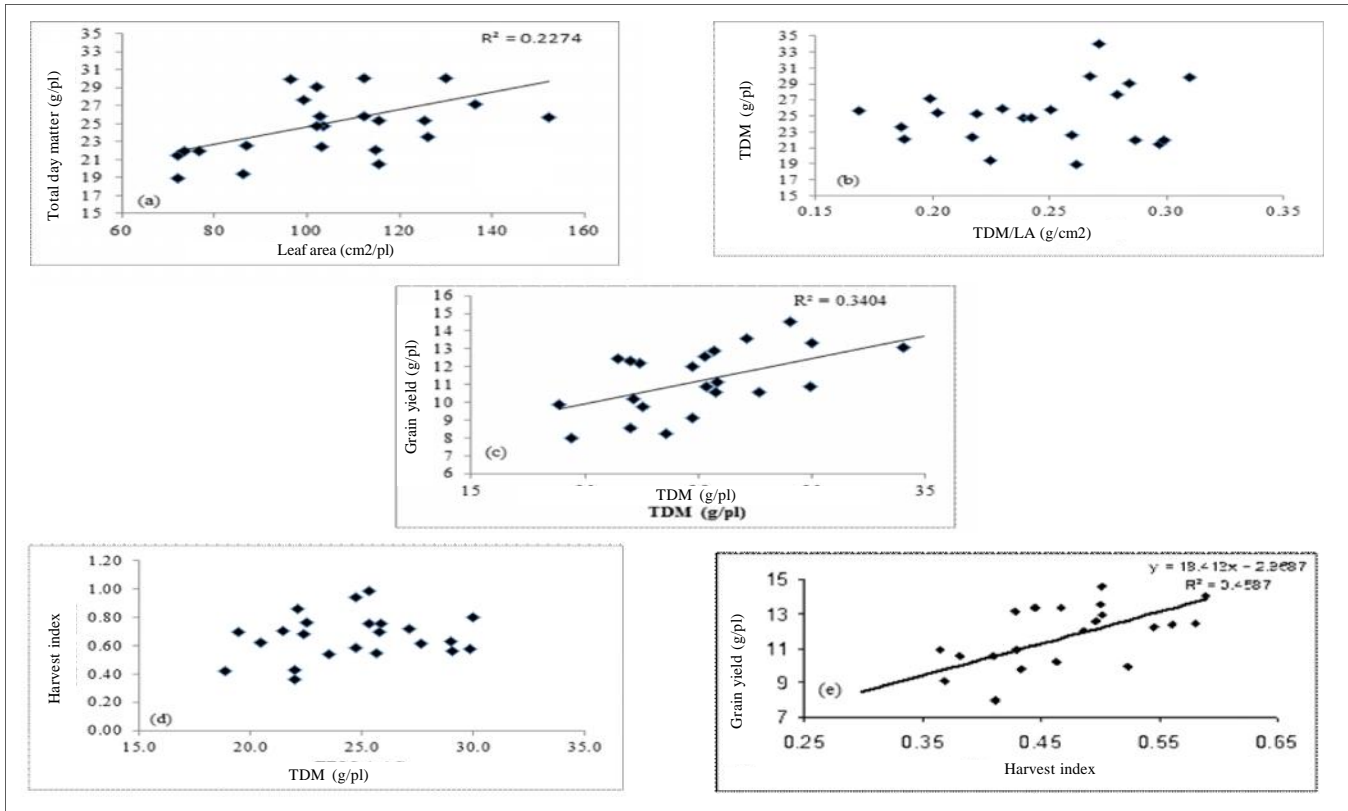 R² = 0.2274
35
33
31
29
27
25
23
21
19
17
15
Total day matter (g/pl)
(a)
60 80 100 120 140 160
Leaf area (cm2/pl)
35
33
31
29
27
25
23
21
19
17
15
TDM (g/pl)
(b)
0.15 0.20 0.25 0.30 0.35
TDM/LA (g/cm2)
R² = 0.3404
16
15
14
13
12
11
10
9
8
7
6
Grain yield (g/pl)
(c)
15 35
TDM (g/pl)
TDM (g/pl)
1.20
1.00
0.80
0.60
0.40
0.20
0.00
Harvest index
(d)
15.0 20.0 25.0 30.0 35.0
TDM (g/pl)
R² = 0.4587
15
13
11
9
7
Grain yield (g/pl)
(e)
0.25 0.35 0.45 0.55 0.65
Harvest index